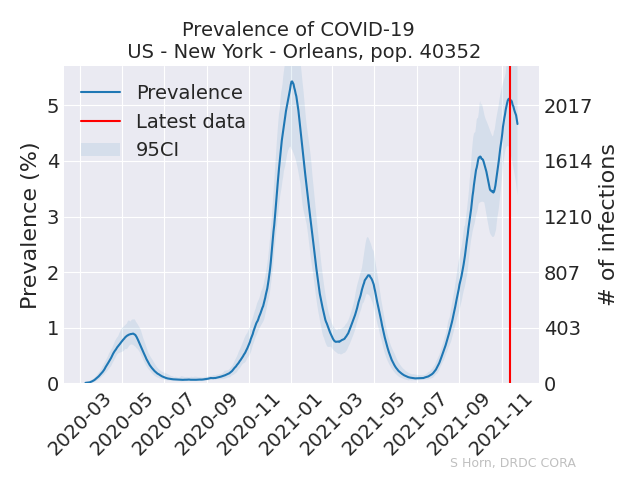 Prevalence of COVID-19
US - New York - Orleans, pop. 40352
Prevalence
Latest data
95CI
Prevalence (%)
5
4
3
2
1
0
2017
1614
1210
807
403
0
# of infections
2020-03
2020-05
2020-07
2020-09
2020-11
2021-01
2021-03
2021-05
2021-07
2021-09
2021-11
S Horn, DRDC CORA